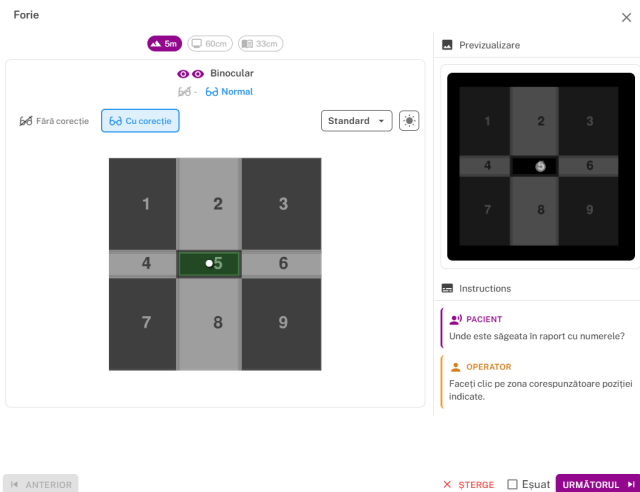 Forie
5m
60cm
33cm
Previzualizare
Binocular
- Normal
Fără corecție
Cu corecție
Standard
1 2 3
4 5 6
7 8 9
1 2 3
4 5 6
7 8 9
Instructions
PACIENT
Unde este săgeata în raport cu numerele?
OPERATOR
Faceți clic pe zona corespunzătoare poziției
indicate.
ANTERIOR
ȘTERGE
Eșuat
URMĂTORUL